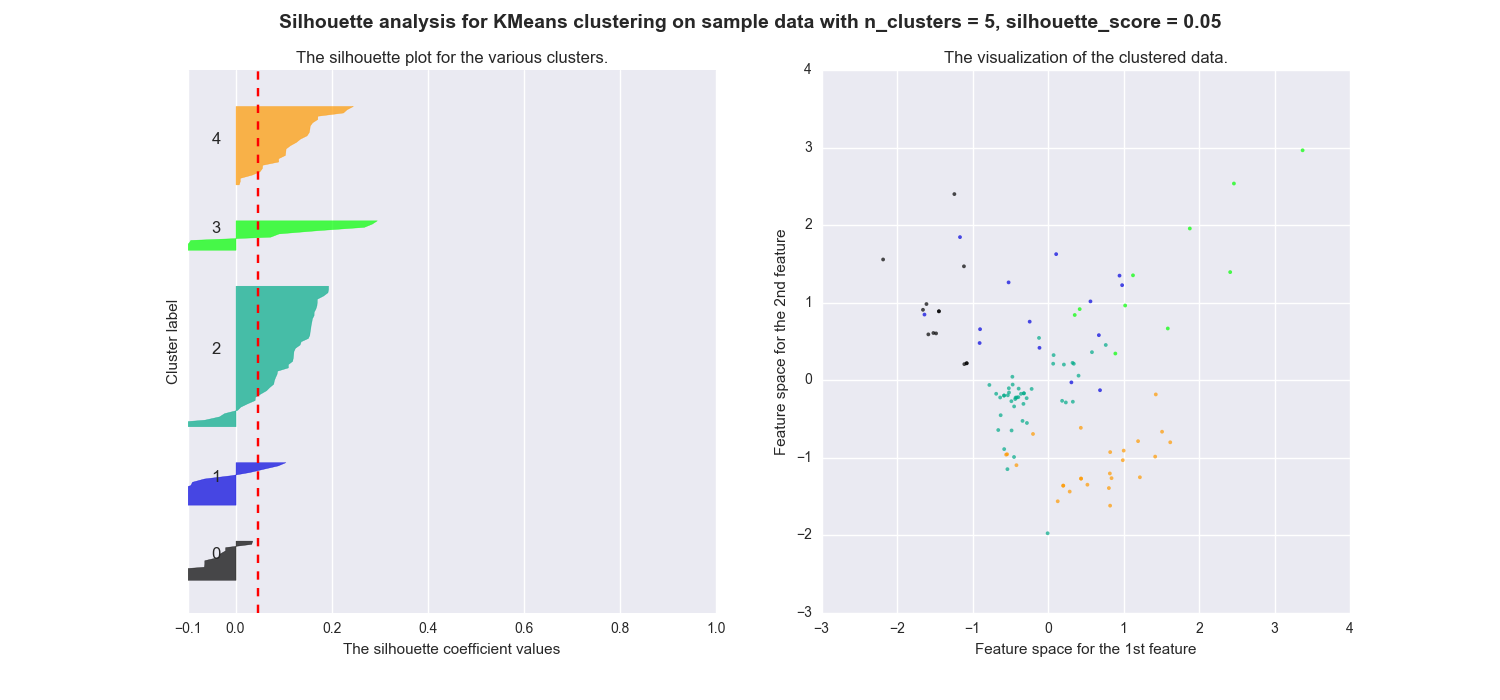 Silhouette analysis for KMeans clustering on sample data with n_clusters = 5, silhouette_score = 0.05
The silhouette plot for the various clusters.
Cluster label
4
3
2
1
0
−0.1 0.0 0.2 0.4 0.6 0.8 1.0
The silhouette coefficient values
The visualization of the clustered data.
Feature space for the 2nd feature
4
3
2
1
0
−1
−2
−3
−3 −2 −1 0 1 2 3 4
Feature space for the 1st feature